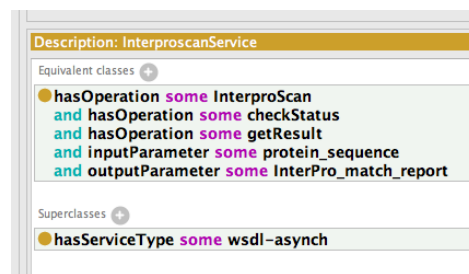 Description: InterproscanService
Equivalent classes
hasOperation some InterproScan
and hasOperation some checkStatus
and hasOperation some getResult
and inputParameter some protein_sequence
and outputParameter some InterPro_match_report
Superclasses
hasServiceType some wsdl-asynch